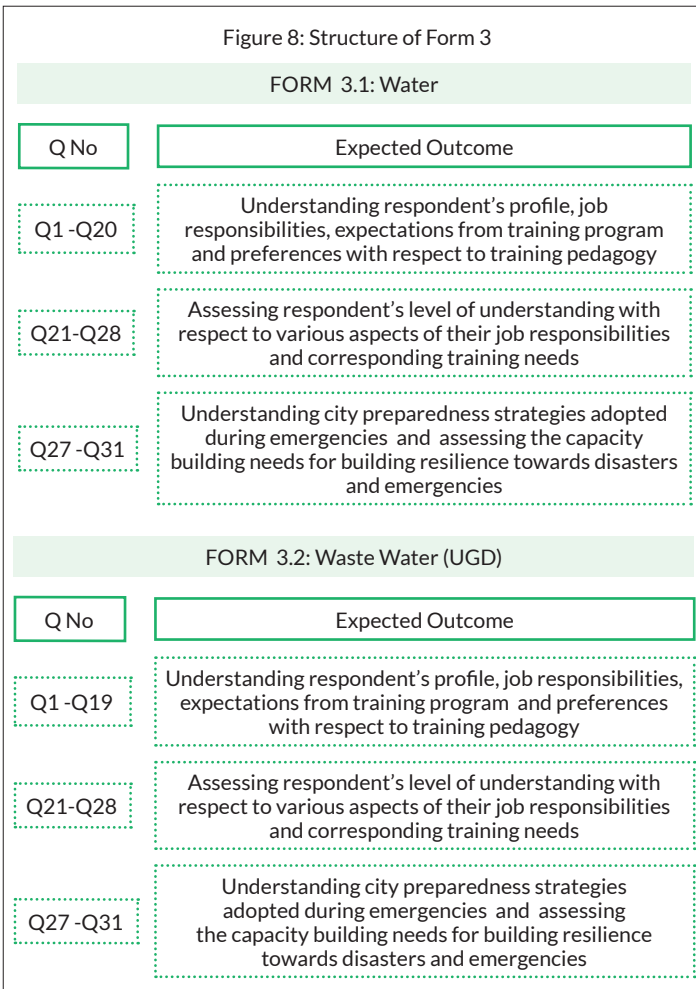 Figure 8: Structure of Form 3
FORM 3.1: Water
Q No
Expected Outcome
Q1 -Q20
Understanding respondent’s profile, job
responsibilities, expectations from training program
and preferences with respect to training pedagogy
Q21-Q28
Assessing respondent’s level of understanding with
respect to various aspects of their job responsibilities
and corresponding training needs
Q27 -Q31
Understanding city preparedness strategies adopted
during emergencies and assessing the capacity
building needs for building resilience towards disasters
and emergencies
FORM 3.2: Waste Water (UGD)
Q No
Expected Outcome
Q1 -Q19
Understanding respondent’s profile, job responsibilities,
expectations from training program and preferences
with respect to training pedagogy
Q21-Q28
Assessing respondent’s level of understanding with
respect to various aspects of their job responsibilities
and corresponding training needs
Q27 -Q31
Understanding city preparedness strategies
adopted during emergencies and assessing
the capacity building needs for building resilience
towards disasters and emergencies